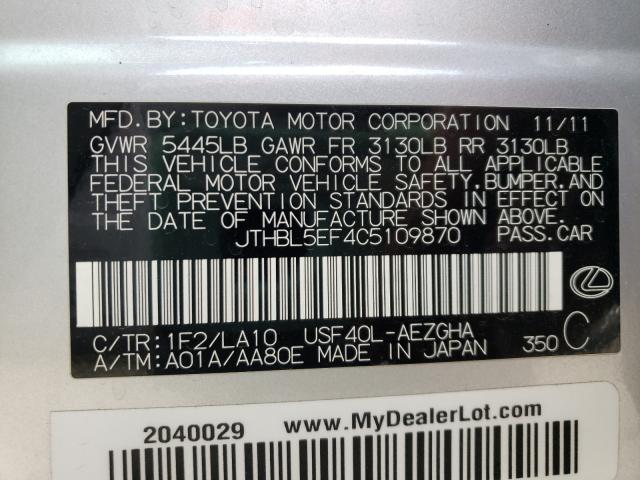 MFD.BY:TOYOTA MOTOR CORPORATION 11/11
GVWR 5445LB GAWR FR 3130LB RR 3130LB
THIS VEHICLE CONFORMS TO ALL APPLICABLE
FEDERAL MOTOR VEHICLE SAFETY,BUMPER,AND
THEFT PREVENTION STANDARDS IN EFFECT ON
THE DATE OF MANUFACTURE SHOWN ABOVE.
JTHBL5EF4C5109870 PASS.CAR
C/TR:1F2/LA10 USF40L-AEZGHA
A/TM:A01A/AA80E MADE IN JAPAN 350 C
2040029 www.MyDealerLot.com